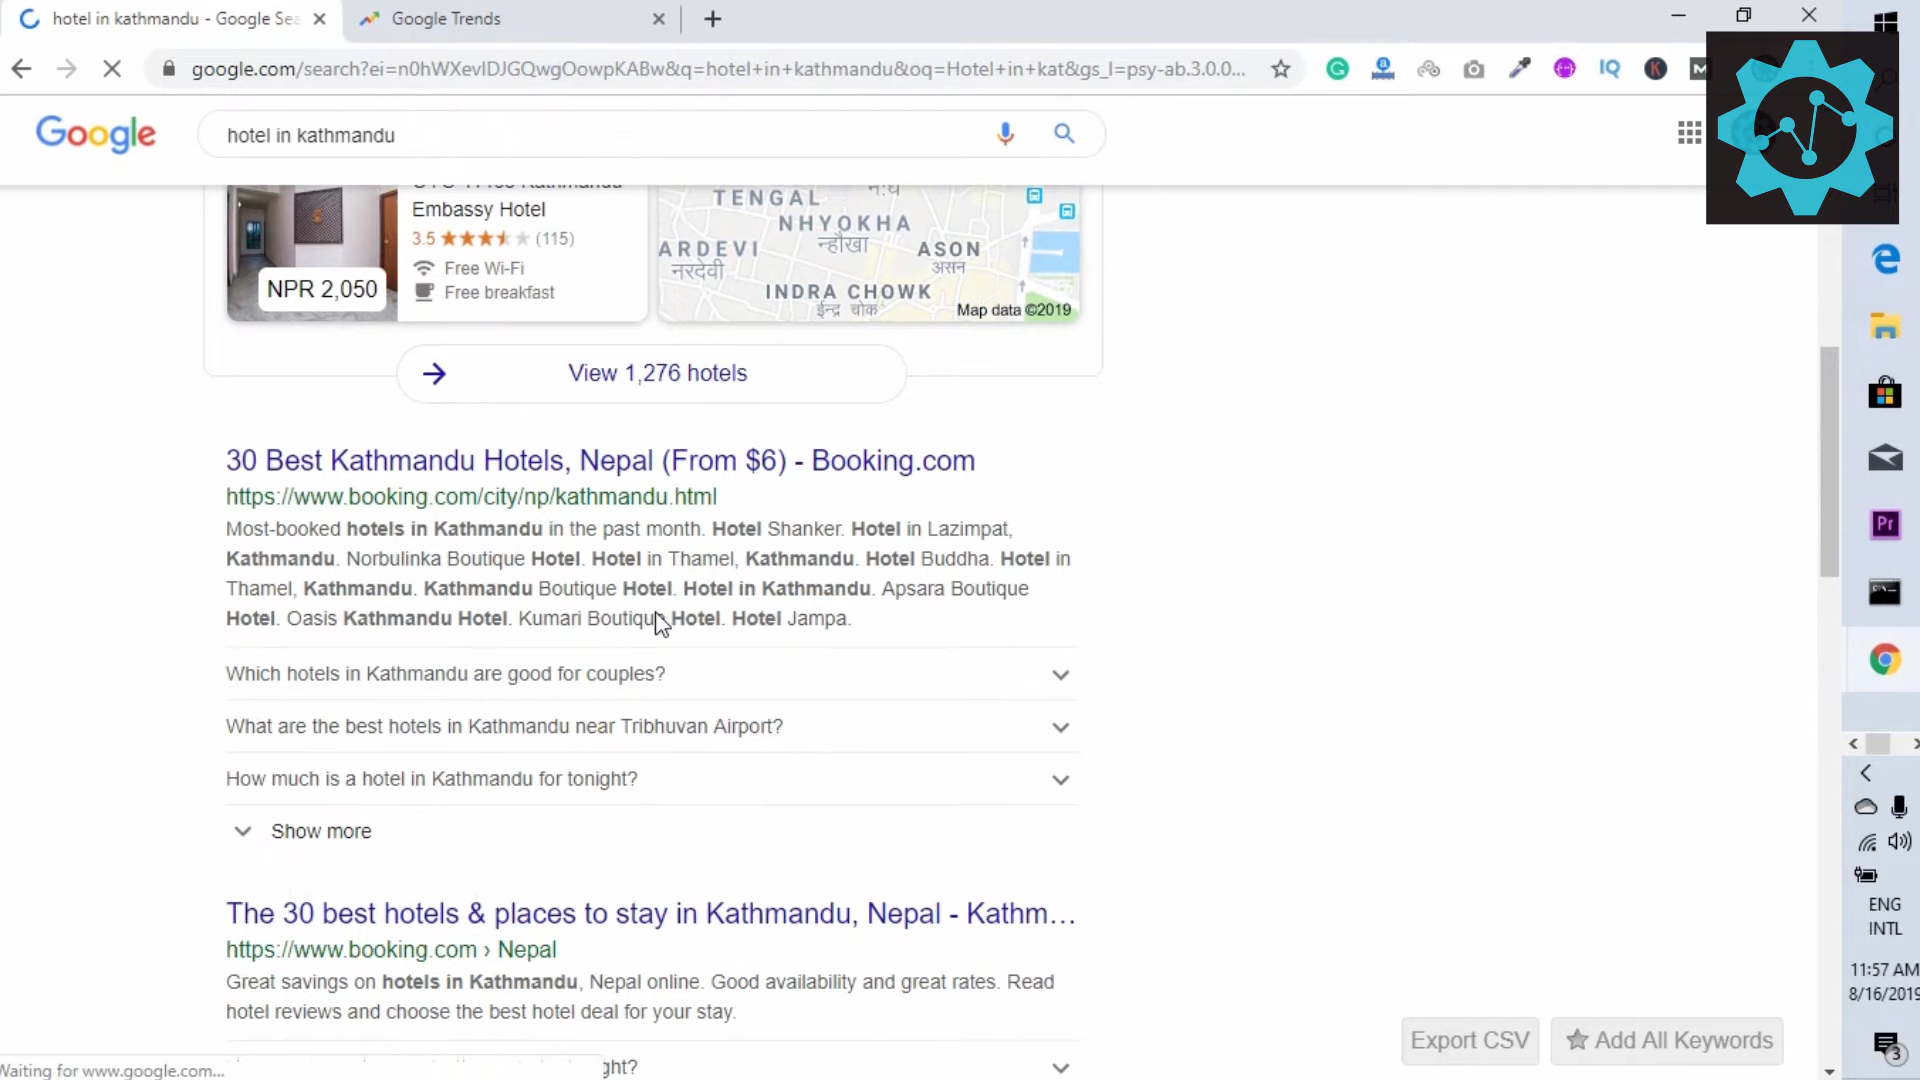 hotel in kathmandu - Google Sea
Google Trends
google.com/search?ei=n0hWXevIDJGQwgOowpKABw&q=hotel+in+kathmandu&oq=Hotel+in+kat&gs_l=psy-ab.3.0.0...
Google
hotel in kathmandu
Embassy Hotel
3.5 (115)
Free Wi-Fi
Free breakfast
NPR 2,050
TENGAL
NHYOKHA
न्हौखा
ARDEVI
नरदेवी
ASON
असन
INDRA CHOWK
ईन्द्र चोक
Map data ©2019
View 1,276 hotels
30 Best Kathmandu Hotels, Nepal (From $6) - Booking.com
https://www.booking.com/city/np/kathmandu.html
Most-booked hotels in Kathmandu in the past month. Hotel Shanker. Hotel in Lazimpat,
Kathmandu. Norbulinka Boutique Hotel. Hotel in Thamel, Kathmandu. Hotel Buddha. Hotel in
Thamel, Kathmandu. Kathmandu Boutique Hotel. Hotel in Kathmandu. Apsara Boutique
Hotel. Oasis Kathmandu Hotel. Kumari Boutique Hotel. Hotel Jampa.
Which hotels in Kathmandu are good for couples?
What are the best hotels in Kathmandu near Tribhuvan Airport?
How much is a hotel in Kathmandu for tonight?
Show more
The 30 best hotels & places to stay in Kathmandu, Nepal - Kathm...
https://www.booking.com › Nepal
Great savings on hotels in Kathmandu, Nepal online. Good availability and great rates. Read
hotel reviews and choose the best hotel deal for your stay.
ght?
Export CSV
Add All Keywords
Waiting for www.google.com...
IQ
K
M
Pr
ENG
INTL
11:57 AM
8/16/2019
3